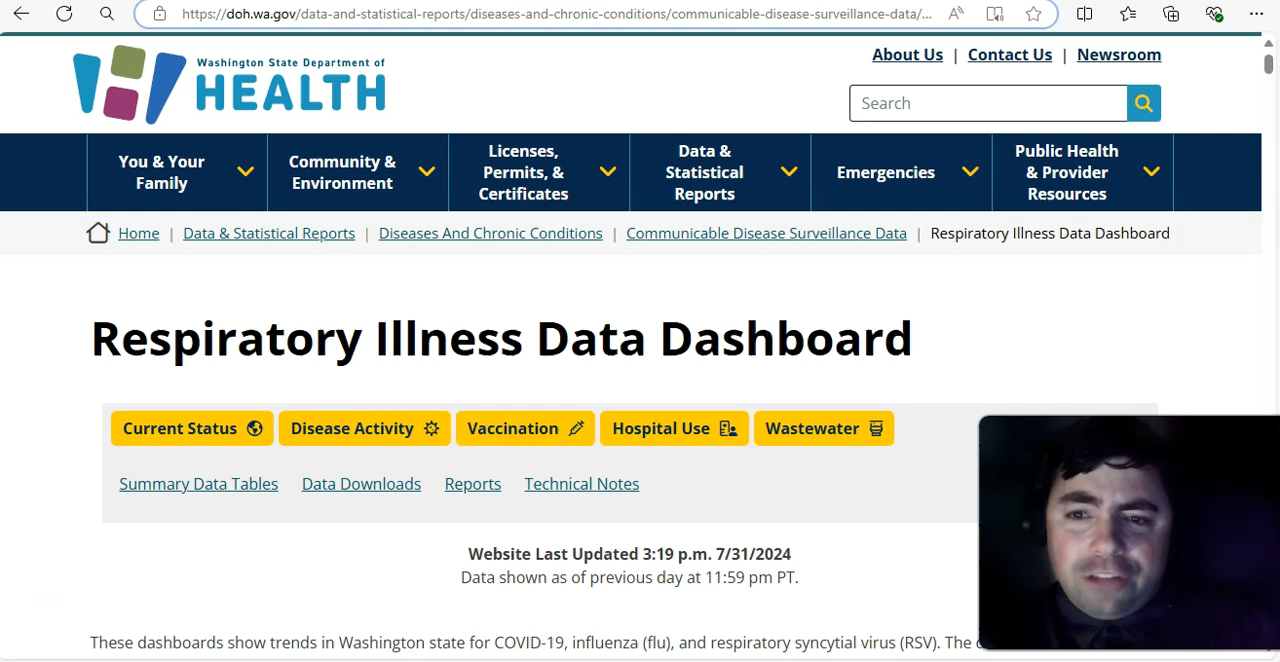 https://doh.wa.gov/data-and-statistical-reports/diseases-and-chronic-conditions/communicable-disease-surveillance-data/...
Washington State Department of
HEALTH
About Us | Contact Us | Newsroom
Search
You & Your
Family
Community &
Environment
Licenses,
Permits, &
Certificates
Data &
Statistical
Reports
Emergencies
Public Health
& Provider
Resources
Home | Data & Statistical Reports | Diseases And Chronic Conditions | Communicable Disease Surveillance Data | Respiratory Illness Data Dashboard
Respiratory Illness Data Dashboard
Current Status Disease Activity Vaccination Hospital Use Wastewater
Summary Data Tables Data Downloads Reports Technical Notes
Website Last Updated 3:19 p.m. 7/31/2024
Data shown as of previous day at 11:59 pm PT.
These dashboards show trends in Washington state for COVID-19, influenza (flu), and respiratory syncytial virus (RSV). The